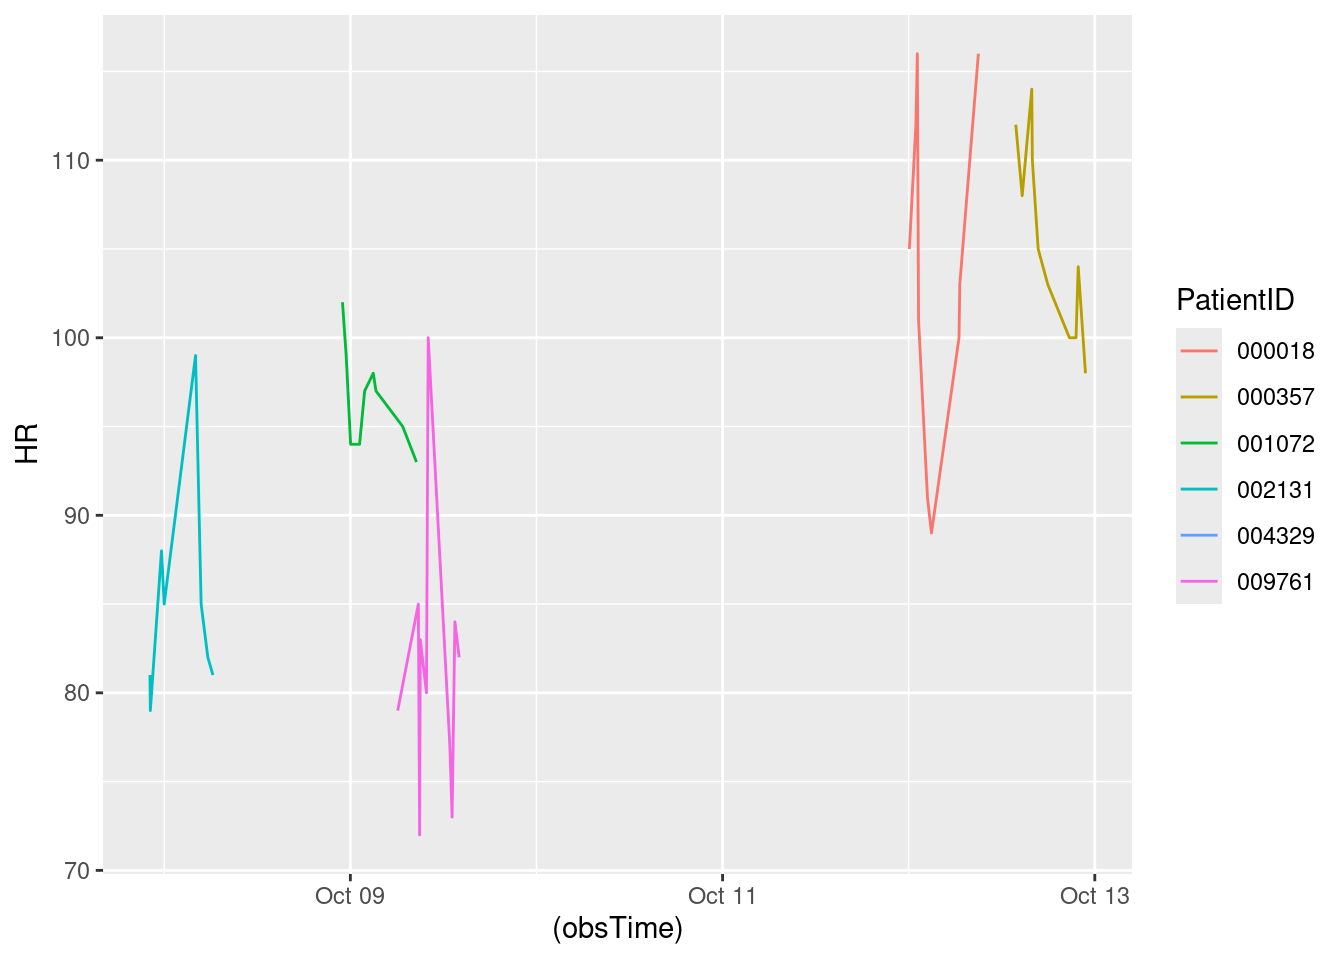 110
100
90
80
70
HR
Oct 09
Oct 11
Oct 13
(obsTime)
PatientID
000018
000357
001072
002131
004329
009761